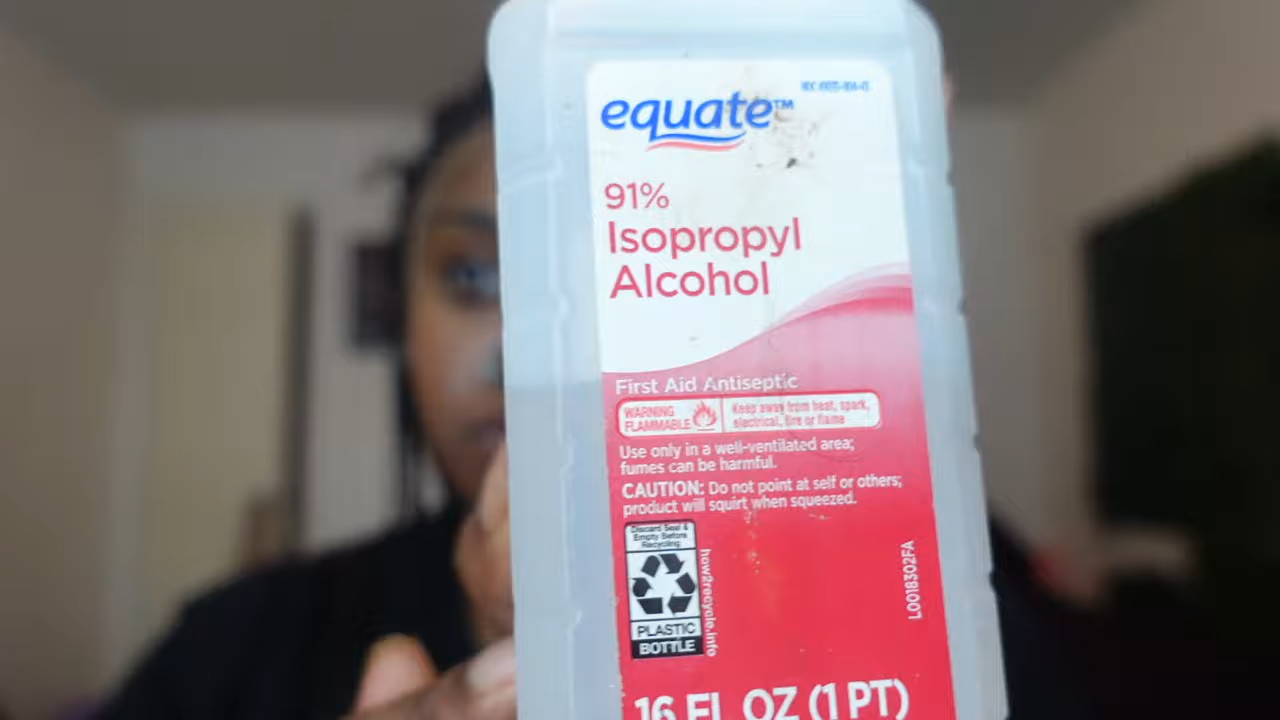 equate™
91%
Isopropyl
Alcohol
First Aid Antiseptic
WARNING
FLAMMABLE
Keep away from heat, spark,
electrical, fire or flame
Use only in a well-ventilated area;
fumes can be harmful.
CAUTION: Do not point at self or others;
product will squirt when squeezed.
Discard Seal &
Empty Before
Recycling
PLASTIC
BOTTLE
how2recycle.info
L0018302FA
16 FL OZ (1 PT)